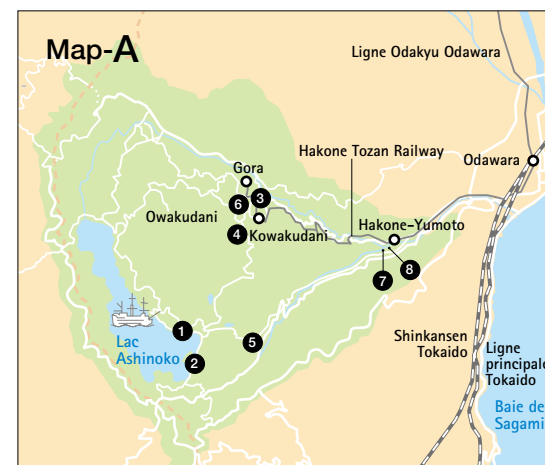 Map-A
Ligne Odakyu Odawara
Hakone Tozan Railway
Odawara
Gora
6
3
Owakudani
4
Kowakudani
Hakone-Yumoto
7
8
1
5
2
Lac
Ashinoko
Shinkansen
Tokaido
Ligne
principale
Tokaido
Baie de
Sagami